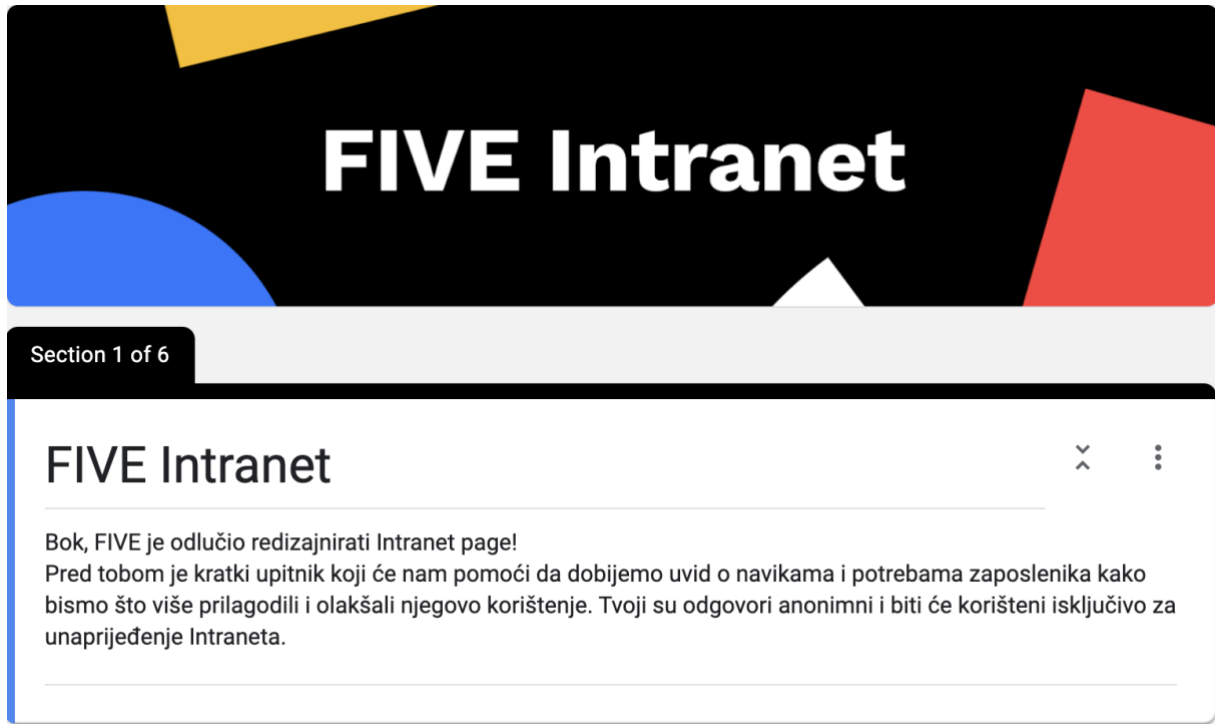 FIVE Intranet
Section 1 of 6
FIVE Intranet
Bok, FIVE je odlučio redizajnirati Intranet page!
Pred tobom je kratki upitnik koji će nam pomoći da dobijemo uvid o navikama i potrebama zaposlenika kako
bismo što više prilagodili i olakšali njegovo korištenje. Tvoji su odgovori anonimni i biti će korišteni isključivo za
unaprijeđenje Intraneta.